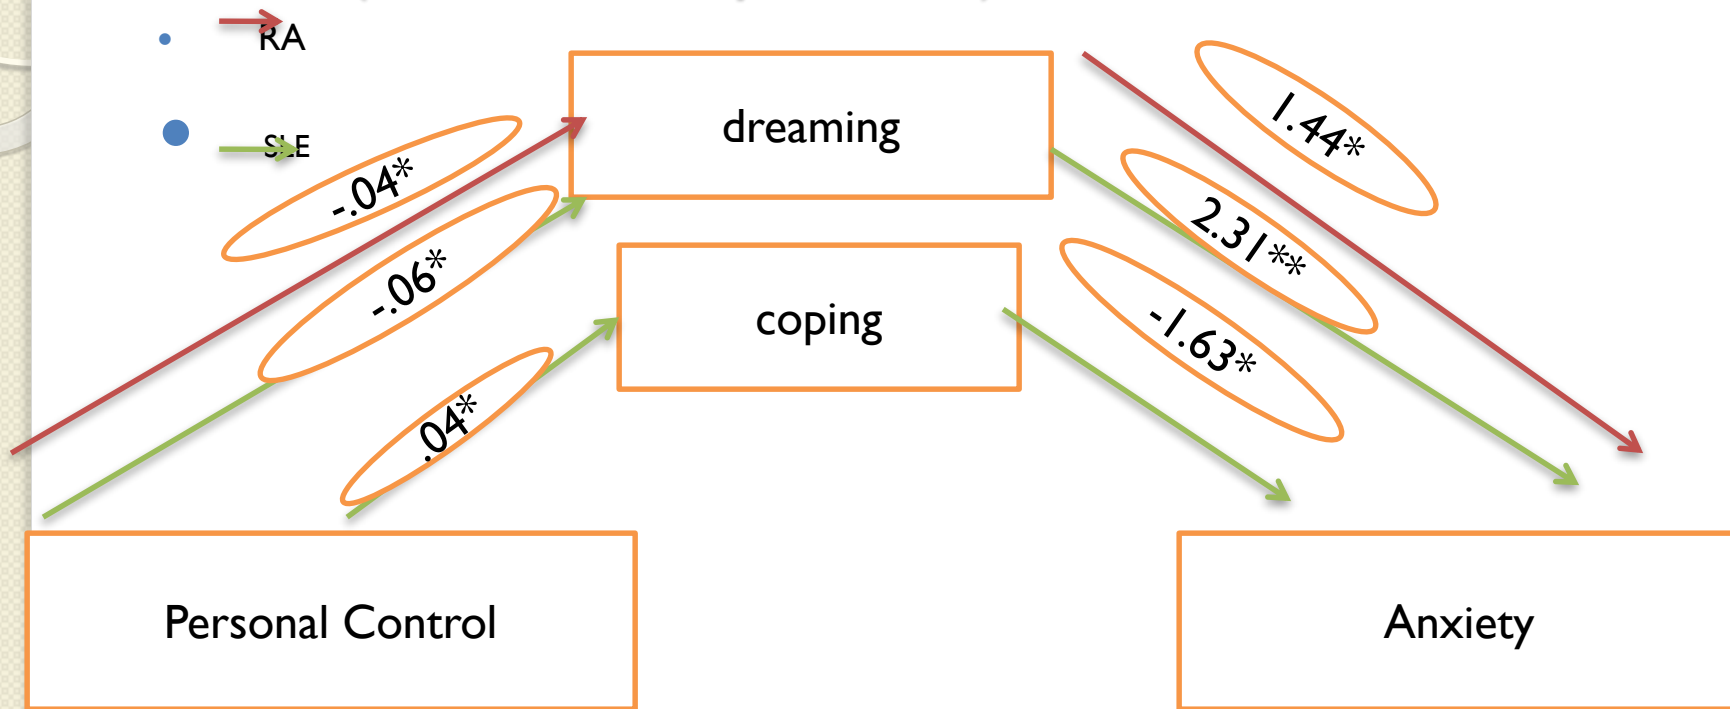 RA
SLE
dreaming
coping
-.04*
-.06*
.04*
1.44*
2.31**
-1.63*
Personal Control
Anxiety